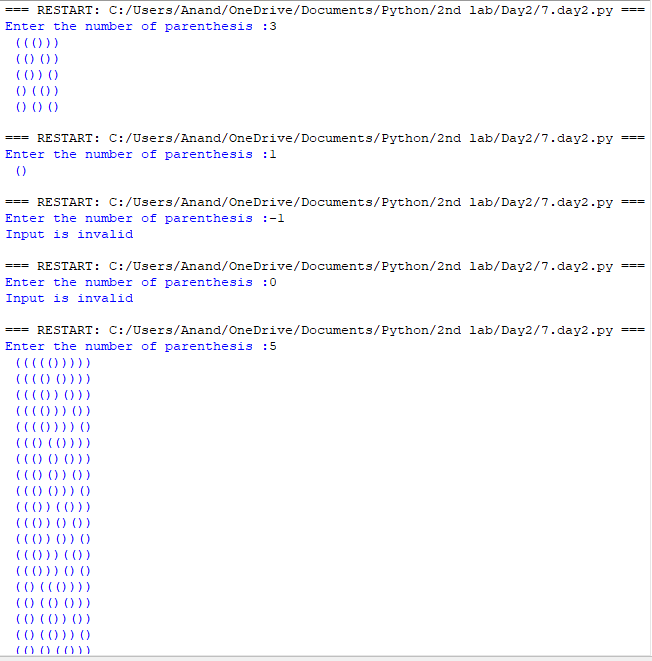 === RESTART: C:/Users/Anand/OneDrive/Documents/Python/2nd lab/Day2/7.day2.py ===
Enter the number of parenthesis :3
((()))
(()())
(())()
()(())
()()()
=== RESTART: C:/Users/Anand/OneDrive/Documents/Python/2nd lab/Day2/7.day2.py ===
Enter the number of parenthesis :1
()
=== RESTART: C:/Users/Anand/OneDrive/Documents/Python/2nd lab/Day2/7.day2.py ===
Enter the number of parenthesis :-1
Input is invalid
=== RESTART: C:/Users/Anand/OneDrive/Documents/Python/2nd lab/Day2/7.day2.py ===
Enter the number of parenthesis :0
Input is invalid
=== RESTART: C:/Users/Anand/OneDrive/Documents/Python/2nd lab/Day2/7.day2.py ===
Enter the number of parenthesis :5
((((()))))
(((()())))
(((())()))
(((()))())
(((())))()
((()(())))
((()()()))
((()())())
((()()))()
((())(()))
((())()())
((())())()
((()))(())
((()))()()
(()((())))
(()(()()))
(()(())())
(()(()))()
(()()(()))